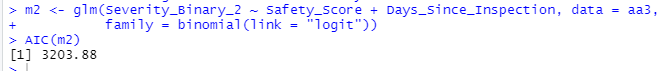 > m2 <- glm(Severity_Binary_2 ~ Safety_Score + Days_Since_Inspection, data = aa3,
+           family = binomial(link = "logit"))
> AIC(m2)
[1] 3203.88
>